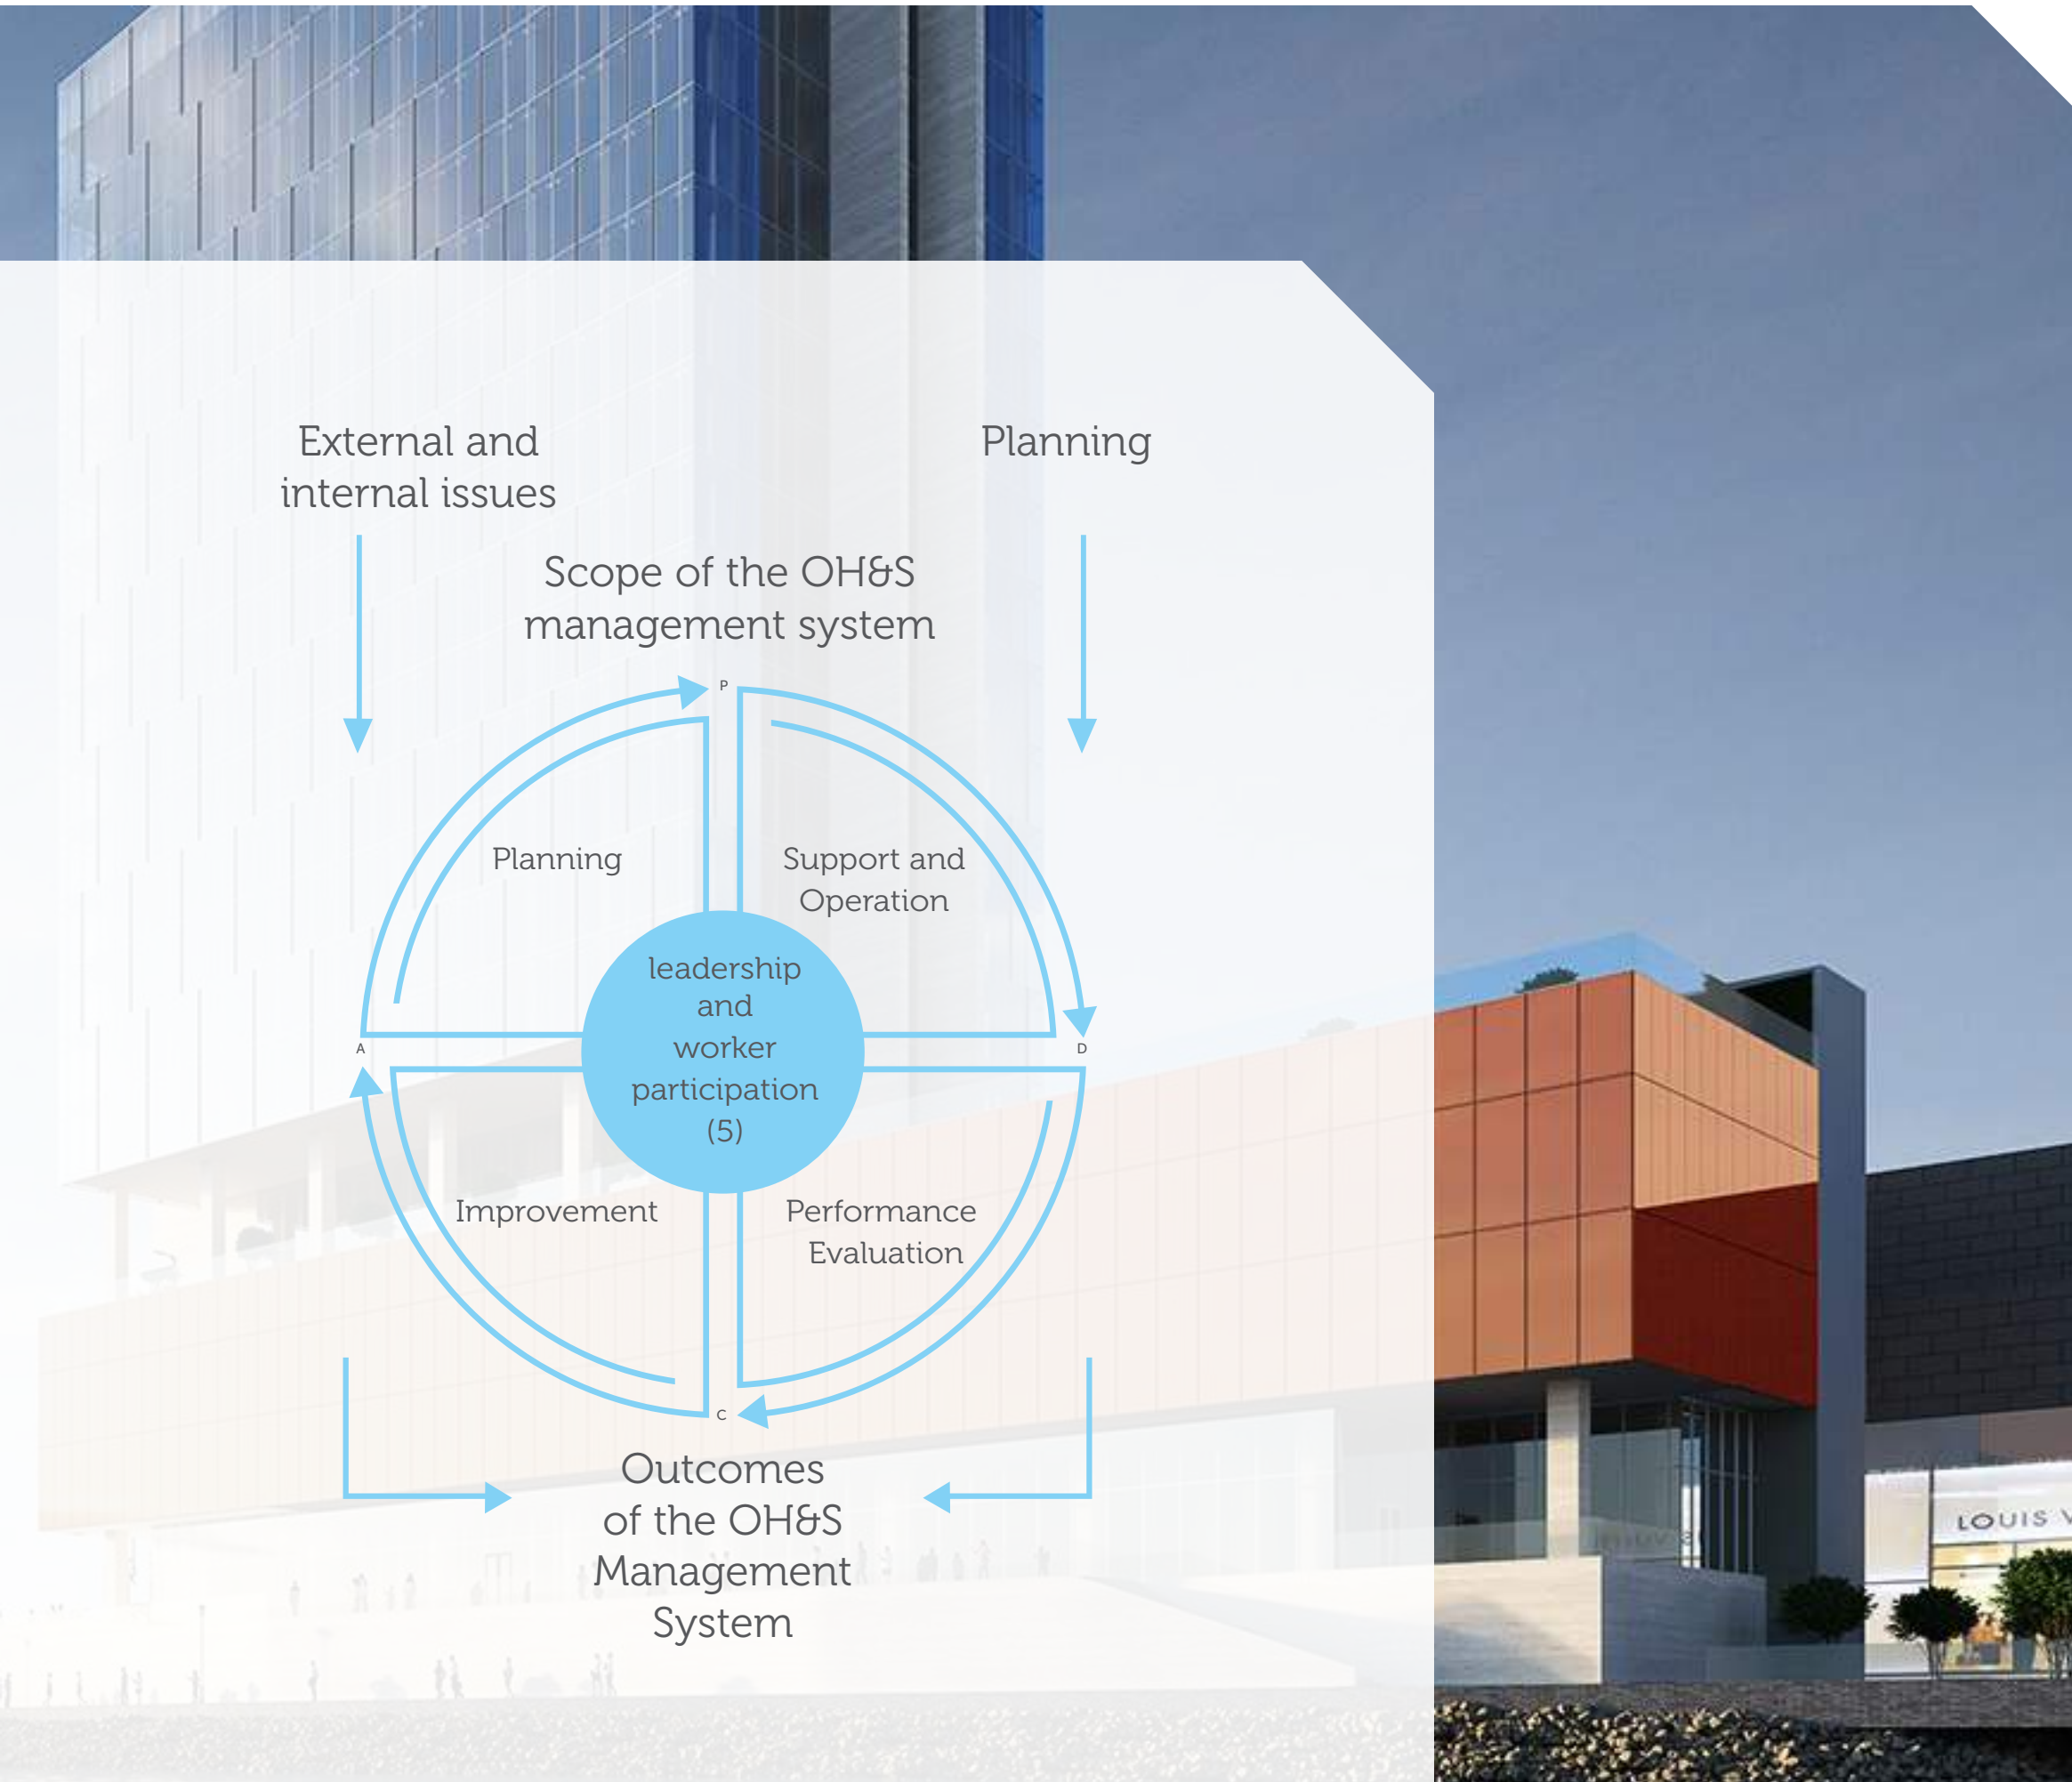 External and
internal issues
Planning
Scope of the OH&S
management system
P
Planning
Support and
Operation
leadership
and
worker
participation
(5)
A
D
Improvement
Performance
Evaluation
C
Outcomes
of the OH&S
Management
System
LOUIS V